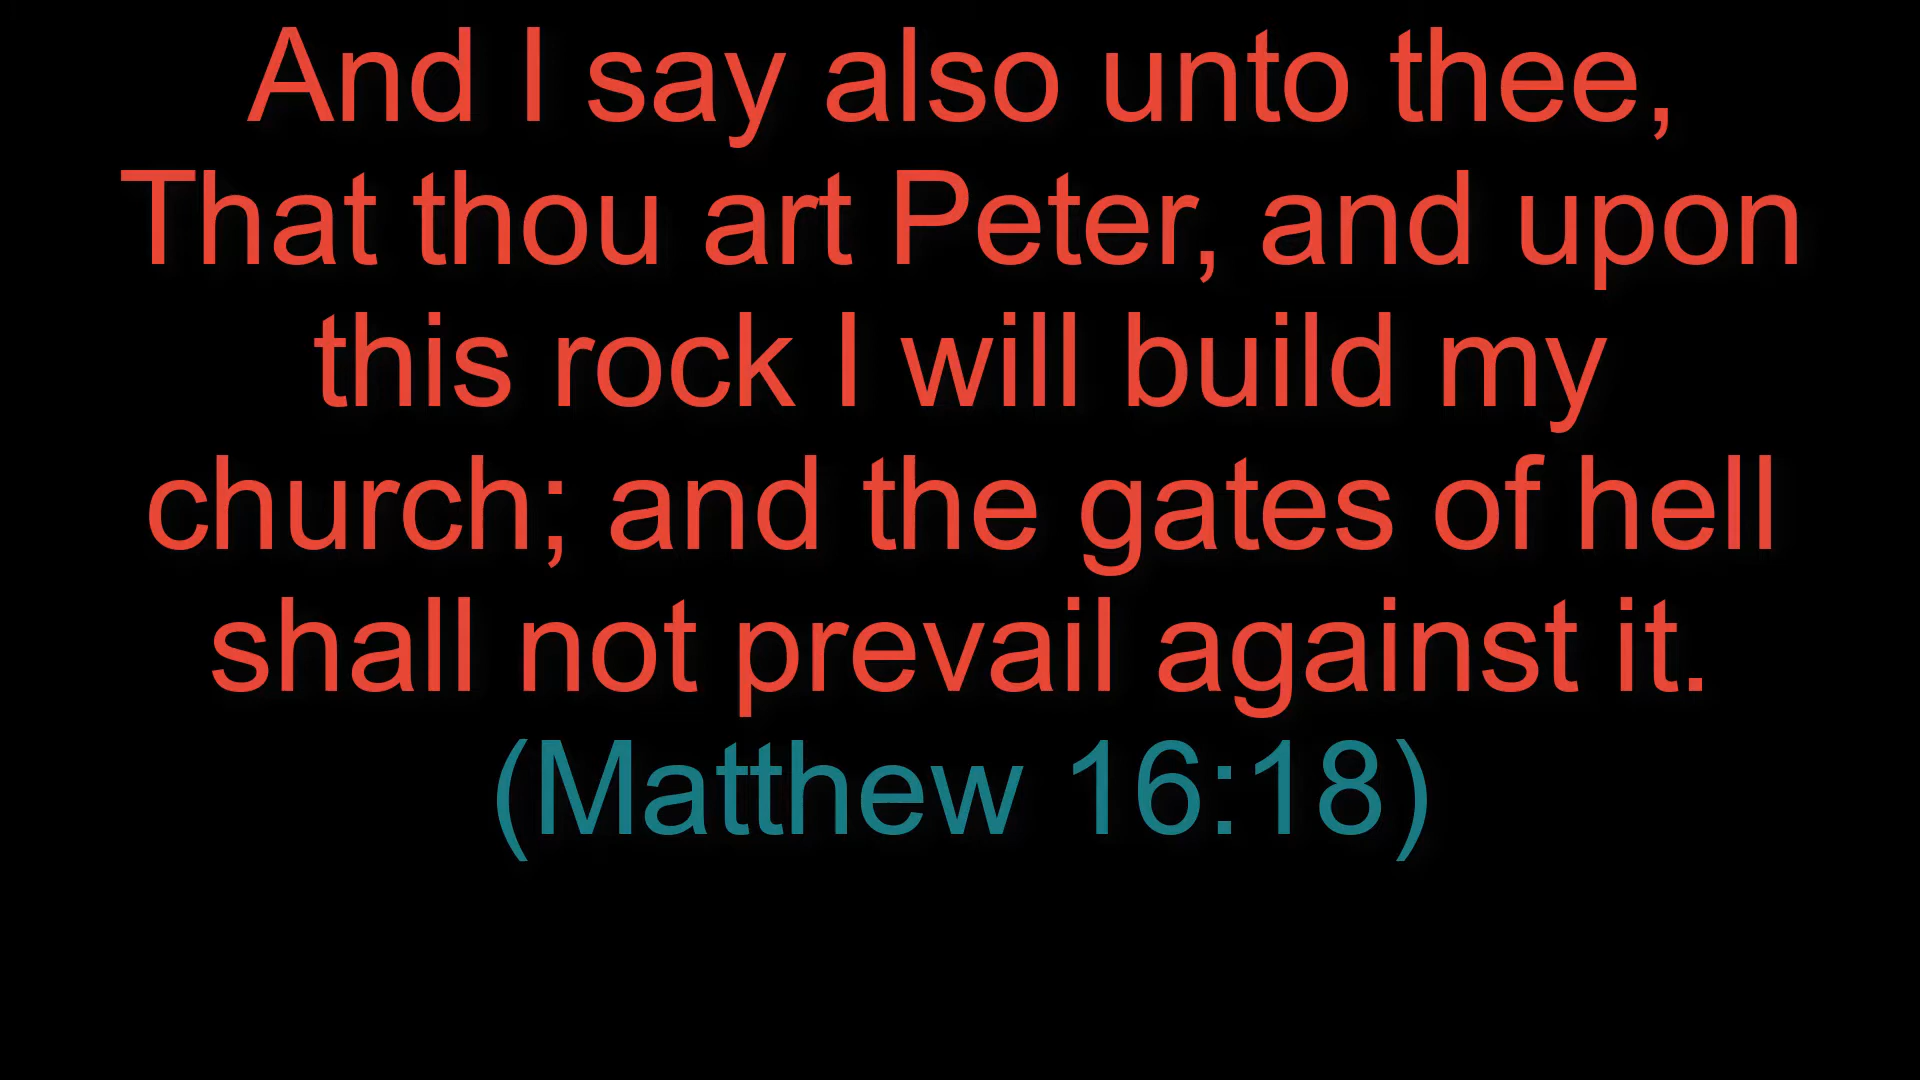 And I say also unto thee,
That thou art Peter, and upon
this rock I will build my
church; and the gates of hell
shall not prevail against it.
(Matthew 16:18)